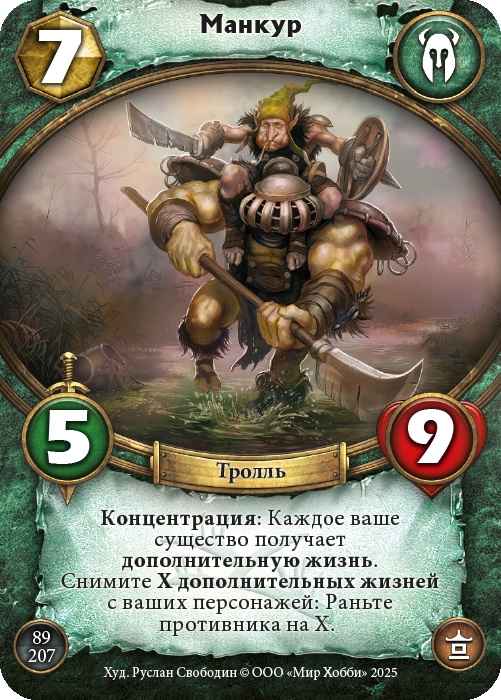 Манкур
7
5
9
Тролль
Концентрация: Каждое ваше
существо получает
дополнительную жизнь.
Снимите X дополнительных жизней
с ваших персонажей: Раньте
противника на X.
89
207
Худ. Руслан Свободин © ООО «Мир Хобби» 2025